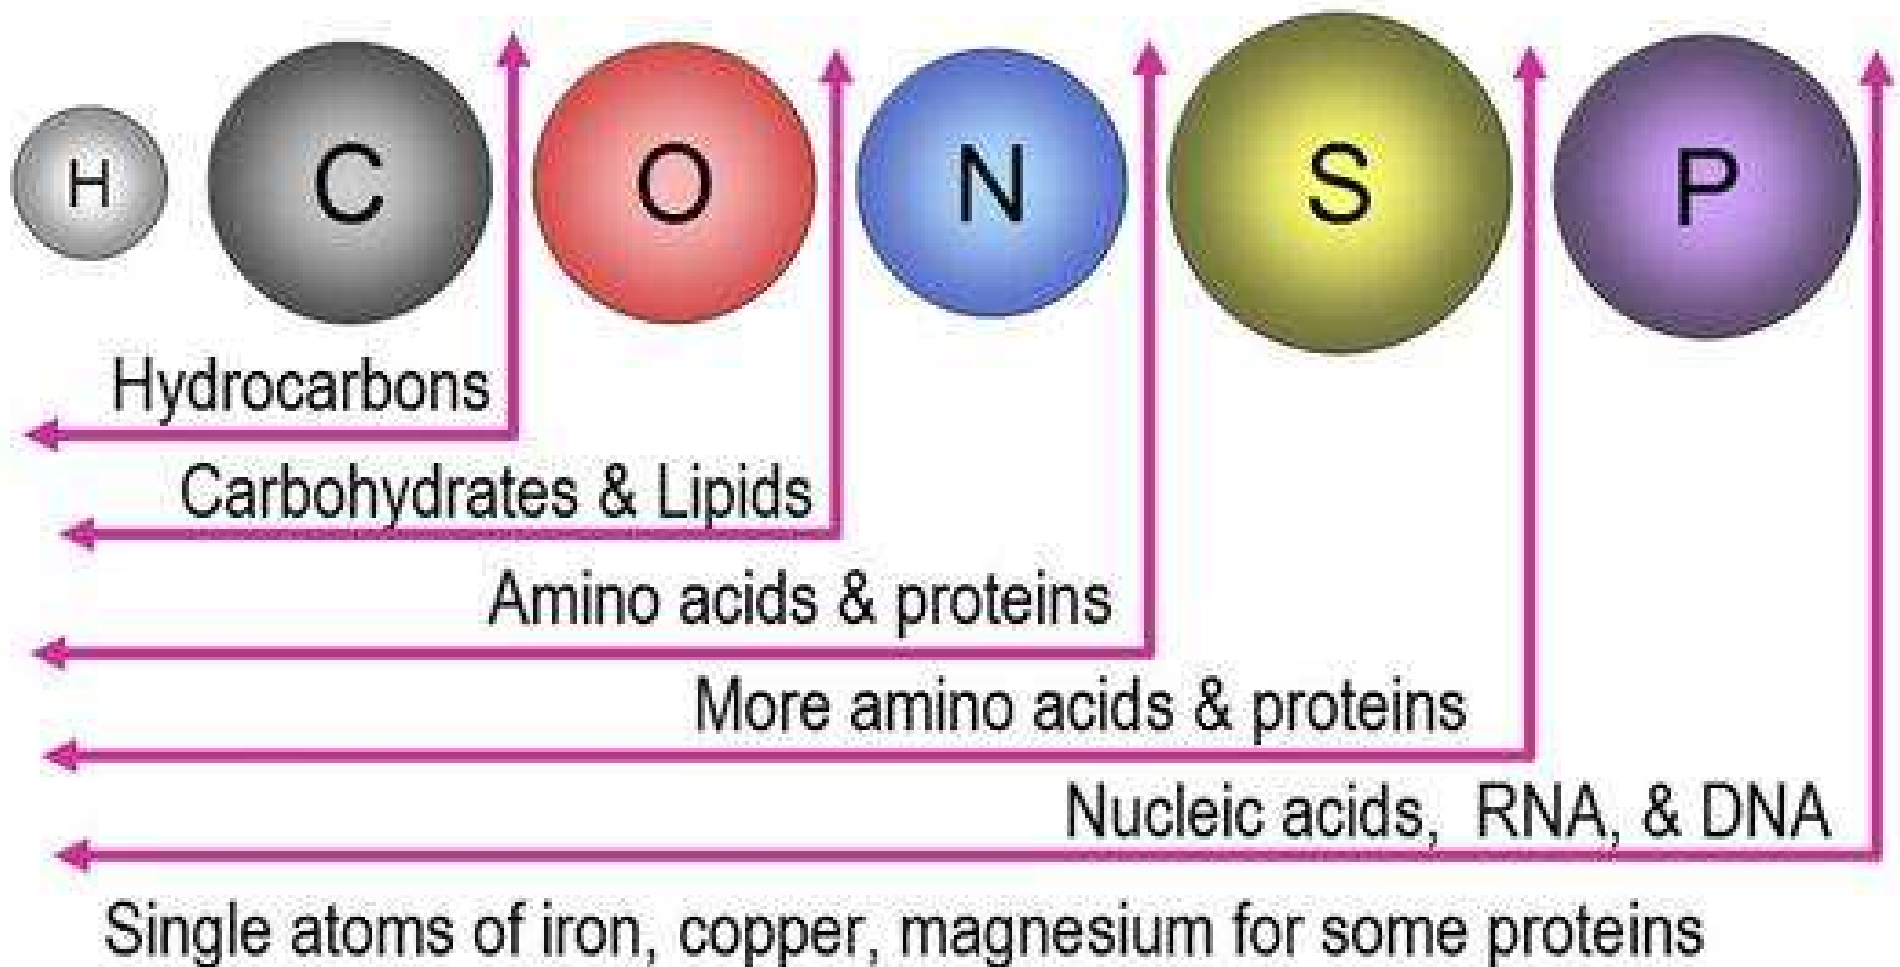 H C O N S P
Hydrocarbons
Carbohydrates & Lipids
Amino acids & proteins
More amino acids & proteins
Nucleic acids, RNA, & DNA
Single atoms of iron, copper, magnesium for some proteins